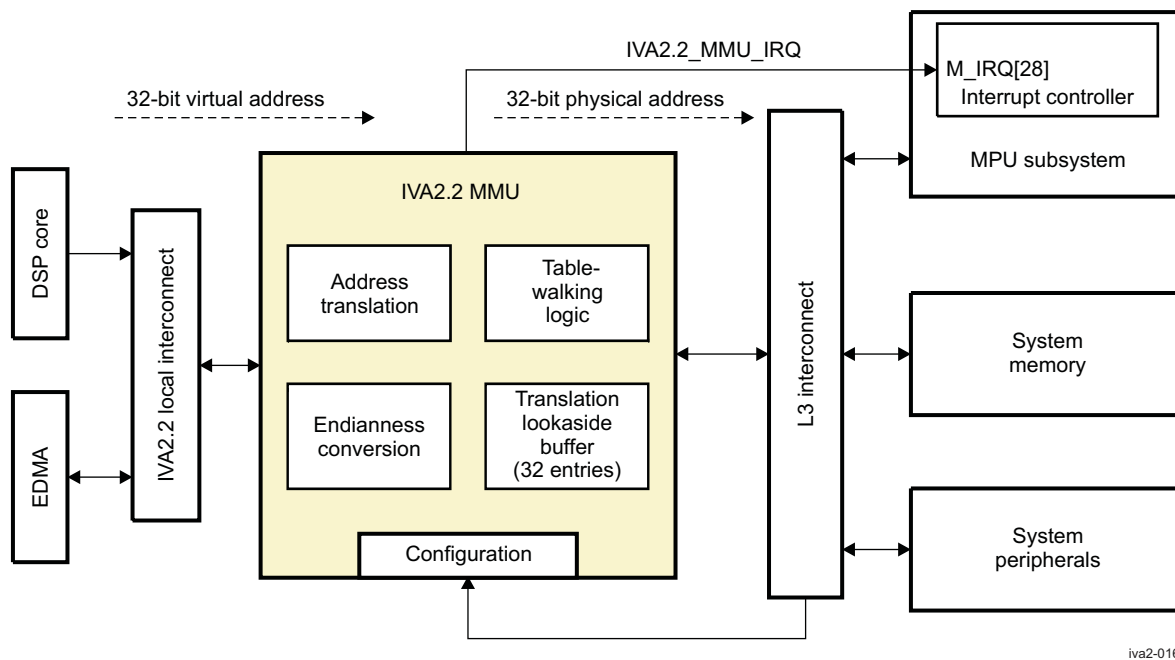 IVA2.2_MMU_IRQ
M_IRQ[28]
Interrupt controller
MPU subsystem
32-bit virtual address
32-bit physical address
DSP core
EDMA
IVA2.2 local interconnect
IVA2.2 MMU
Address
translation
Table-
walking
logic
Endianness
conversion
Translation
lookaside
buffer
(32 entries)
Configuration
L3 interconnect
System
memory
System
peripherals
iva2-016